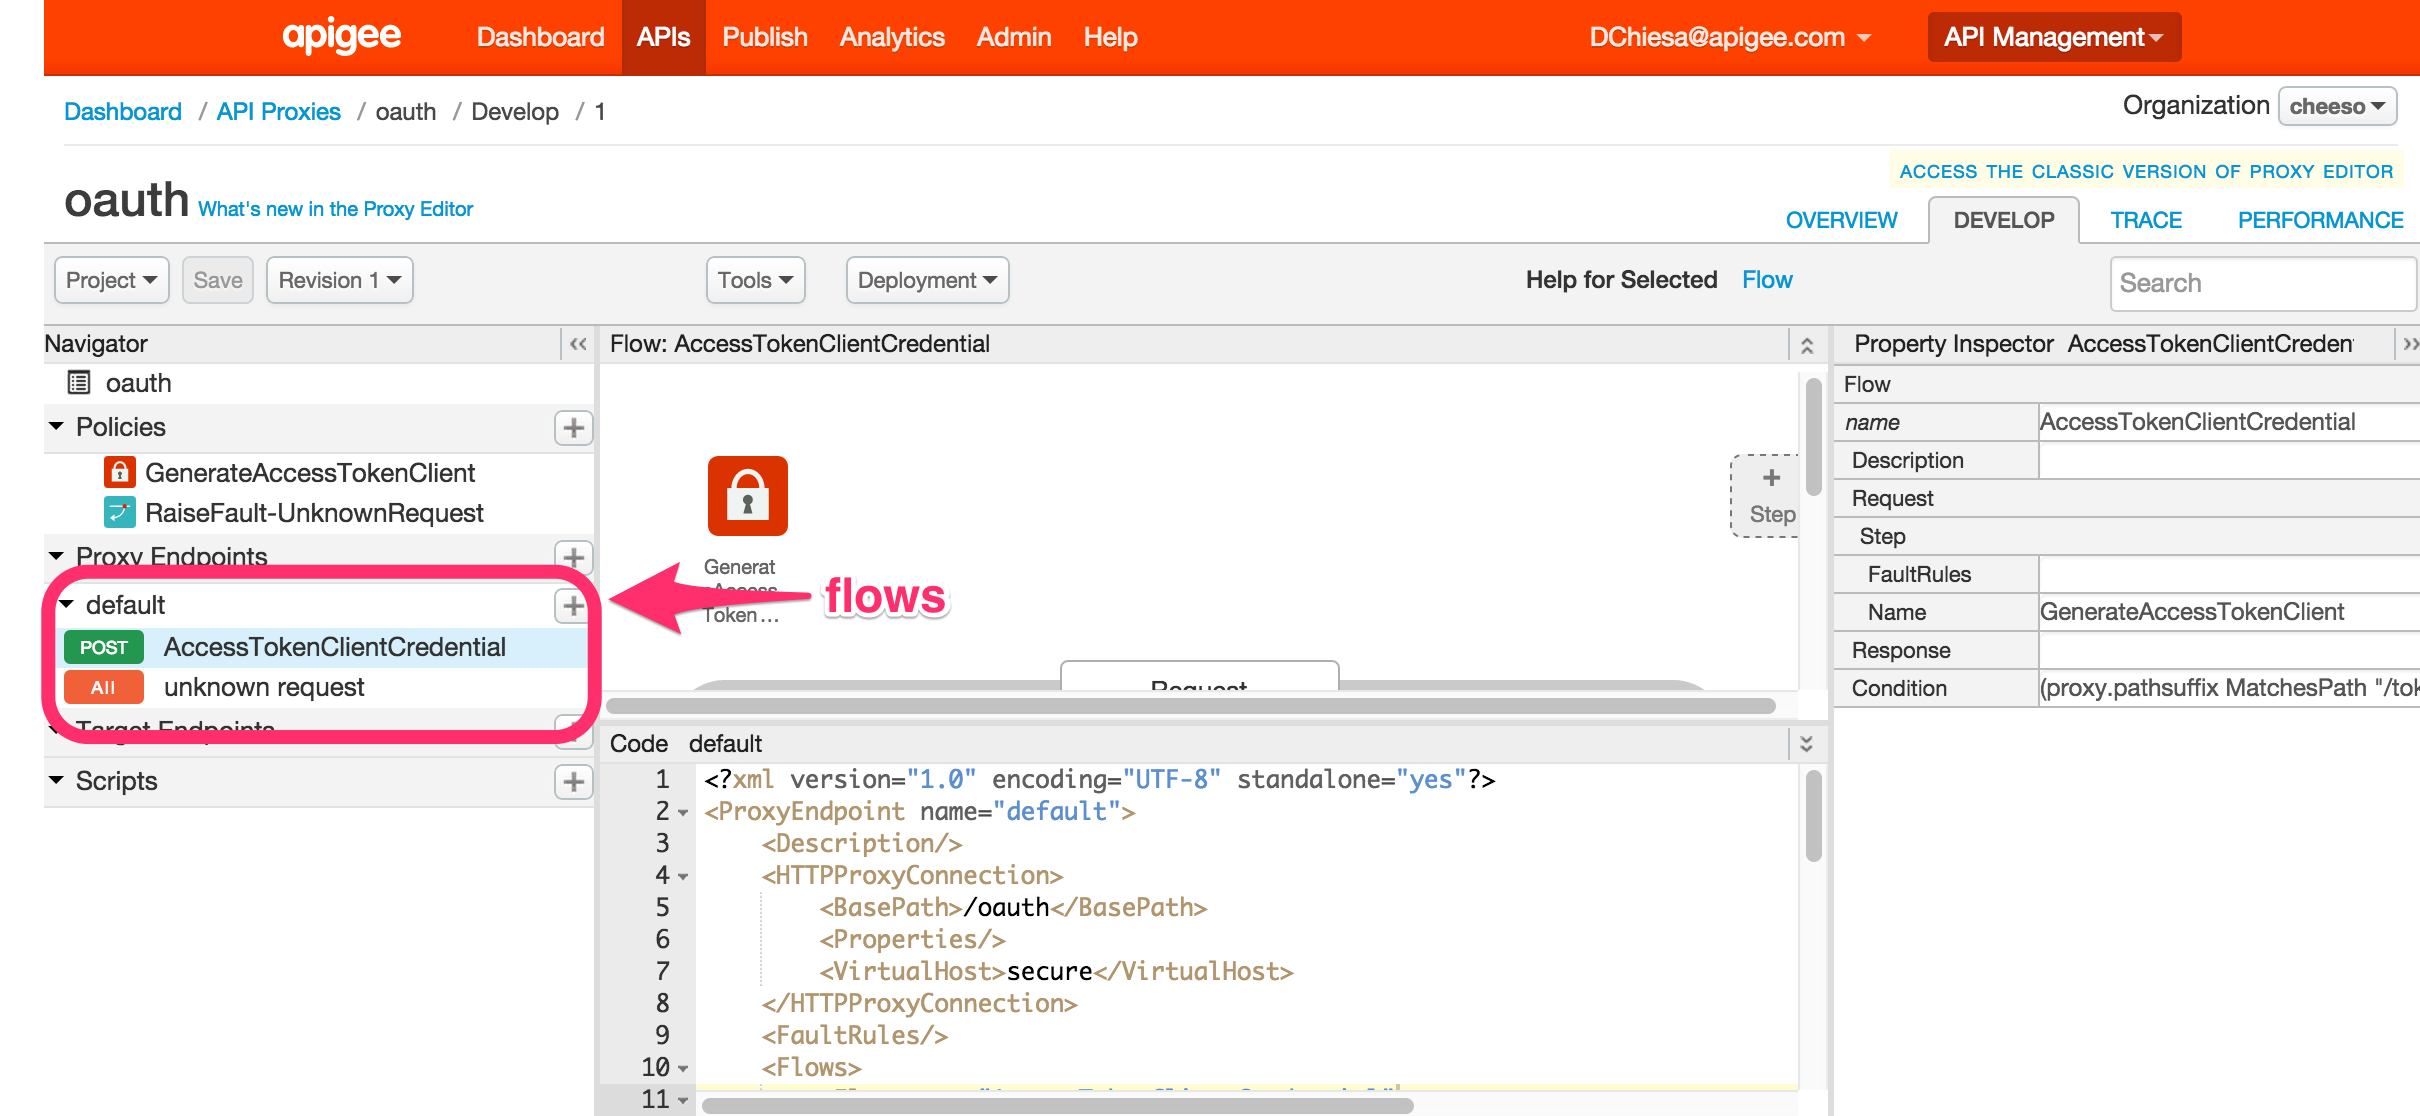 apigee Dashboard APIs Publish Analytics Admin Help DChiesa@apigee.com API Management
Dashboard / API Proxies / oauth / Develop / 1 Organization cheeso
ACCESS THE CLASSIC VERSION OF PROXY EDITOR
oauth What's new in the Proxy Editor
OVERVIEW DEVELOP TRACE PERFORMANCE
Project Save Revision 1 Tools Deployment Help for Selected Flow Search
Navigator
oauth
Policies
GenerateAccessTokenClient
RaiseFault-UnknownRequest
Proxy Endpoints
default
POST AccessTokenClientCredential
All unknown request
Target Endpoints
Scripts
Flow: AccessTokenClientCredential
+
Step
Generat
eAccess
Token...
flows
Request
Code default
1 <?xml version="1.0" encoding="UTF-8" standalone="yes"?>
2 <ProxyEndpoint name="default">
3 <Description/>
4 <HTTPProxyConnection>
5 <BasePath>/oauth</BasePath>
6 <Properties/>
7 <VirtualHost>secure</VirtualHost>
8 </HTTPProxyConnection>
9 <FaultRules/>
10 <Flows>
11
Property Inspector AccessTokenClientCreden
Flow
name AccessTokenClientCredential
Description
Request
Step
FaultRules
Name GenerateAccessTokenClient
Response
Condition (proxy.pathsuffix MatchesPath "/tok